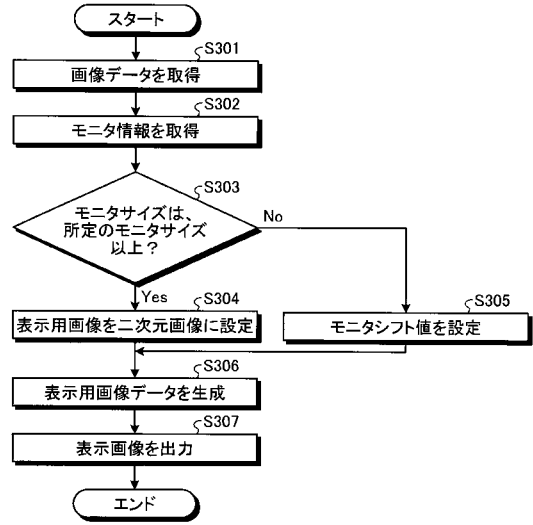 スタート
S301
画像データを取得
S302
モニタ情報を取得
S303
モニタサイズは、
所定のモニタサイズ
以上？
No
Yes
S304
表示用画像を二次元画像に設定
S305
モニタシフト値を設定
S306
表示用画像データを生成
S307
表示画像を出力
エンド